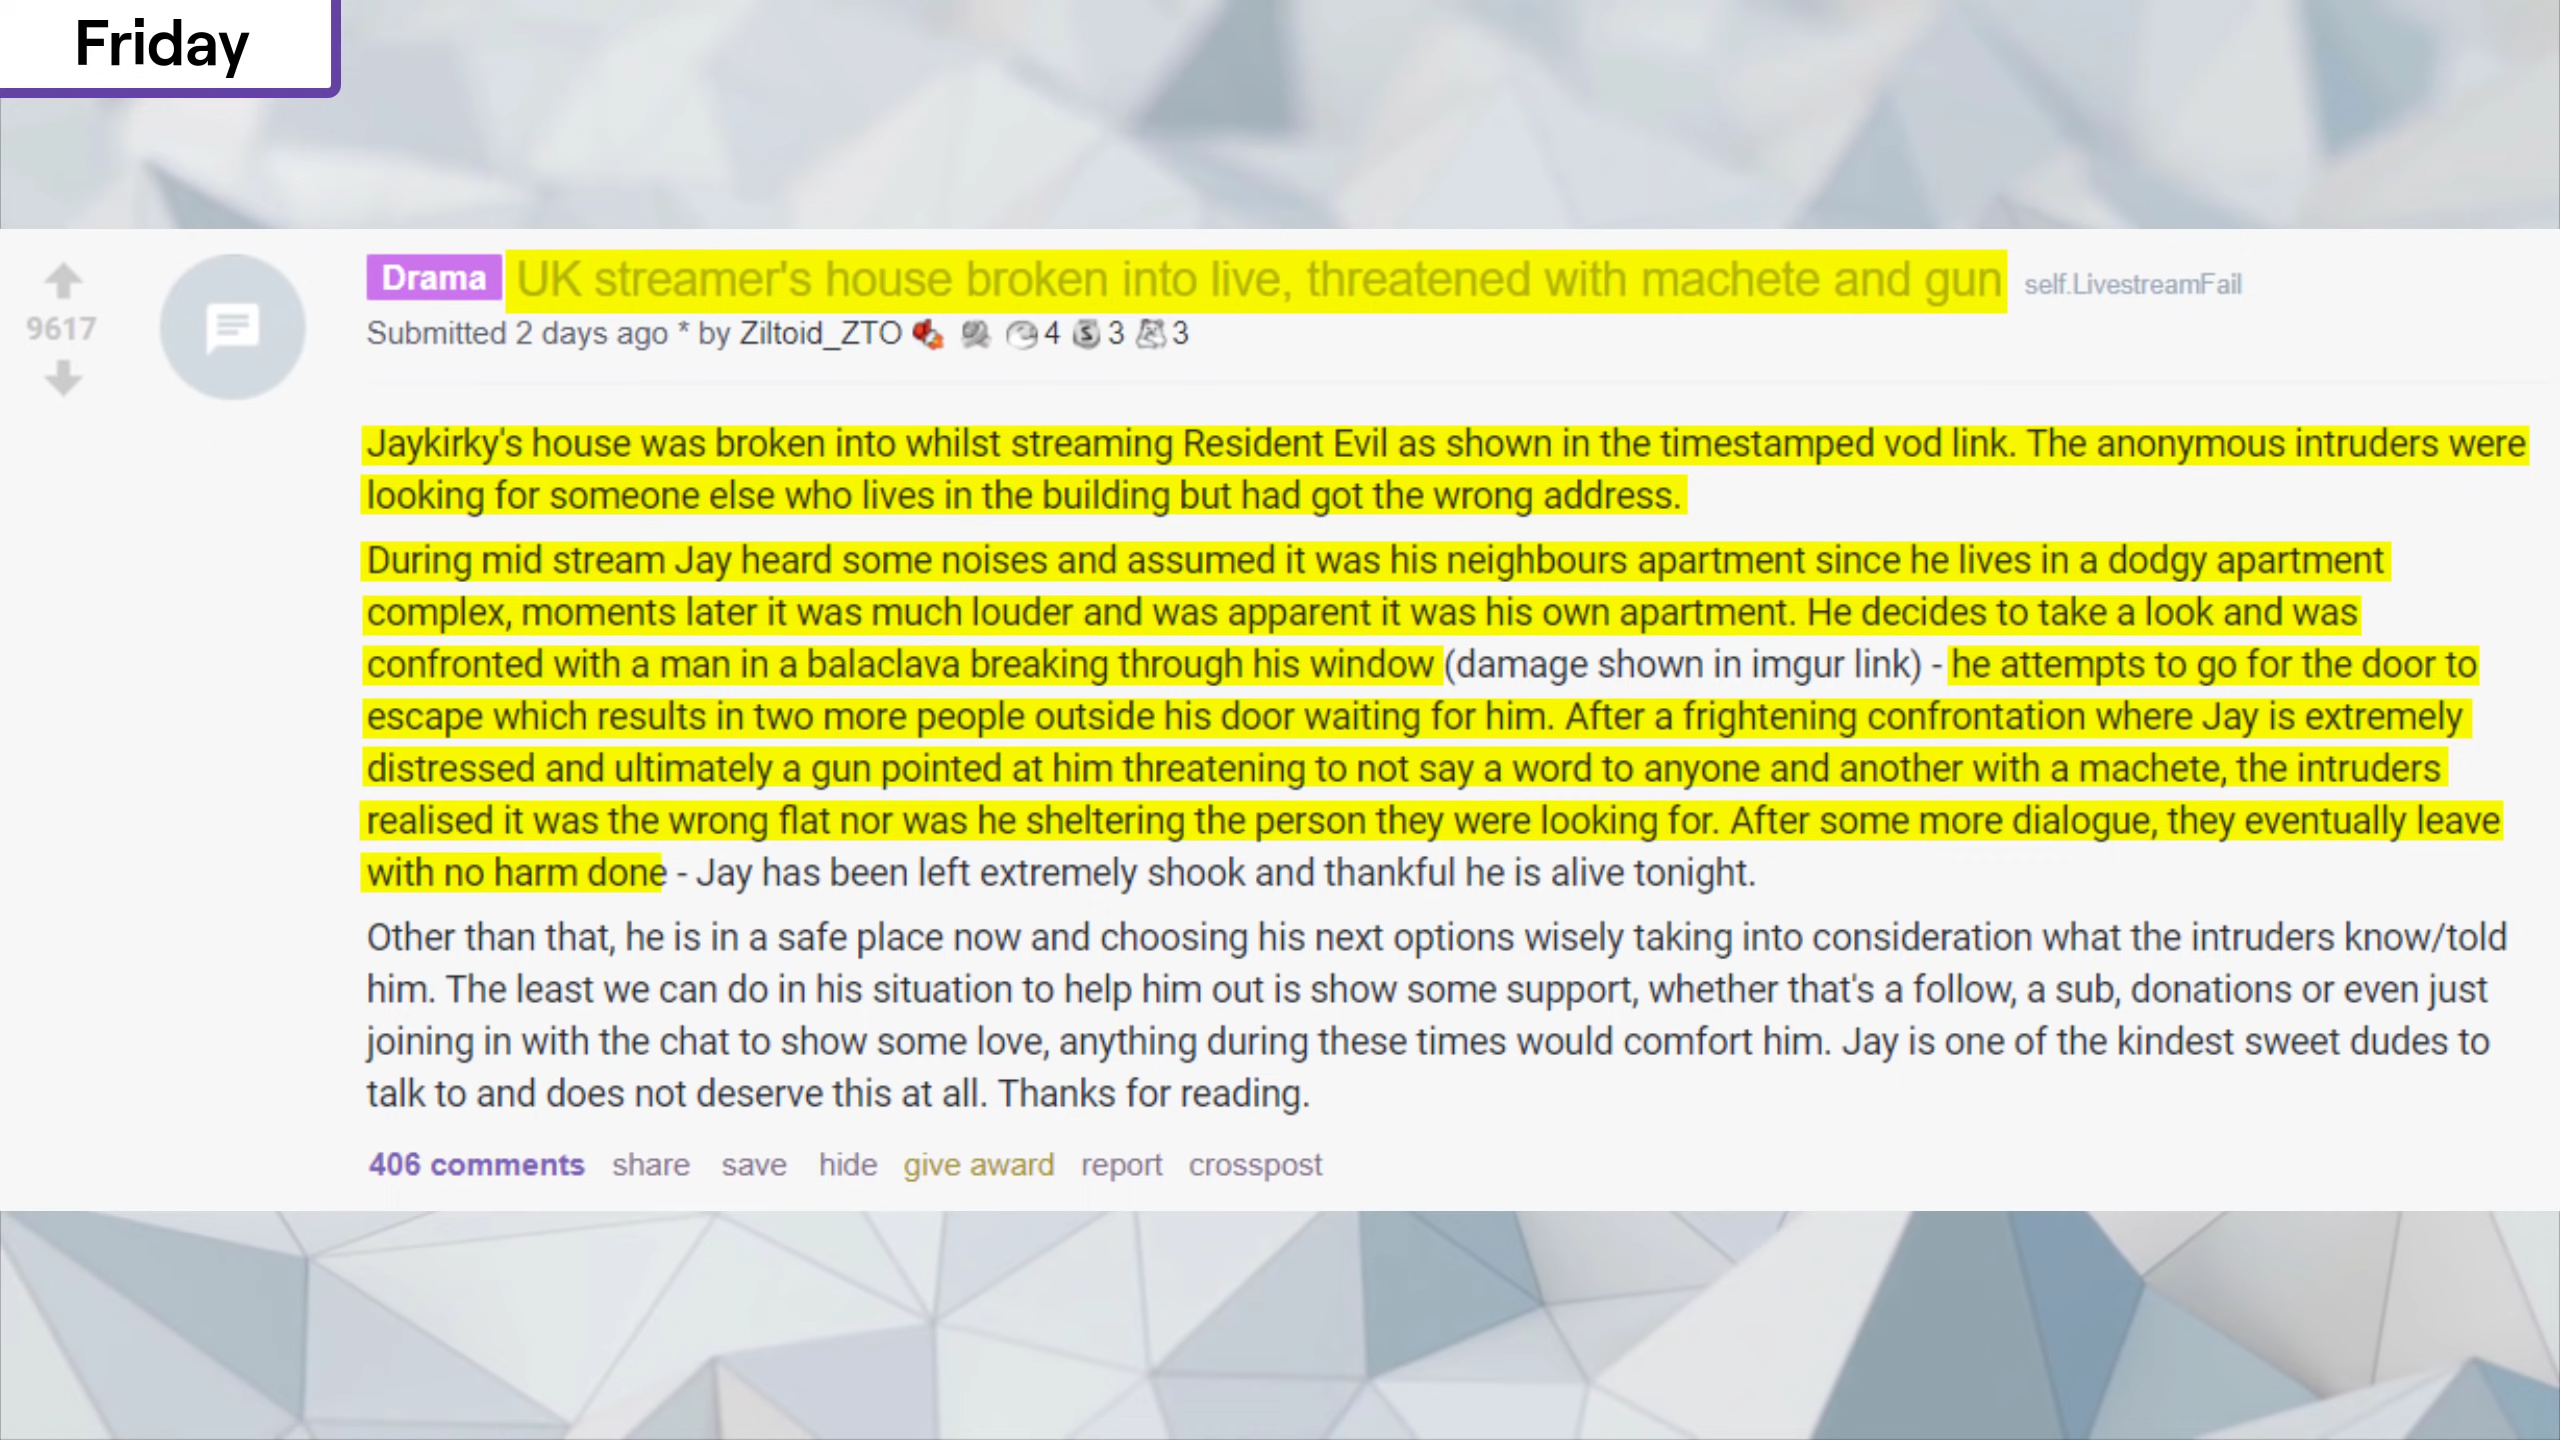 Friday
Drama UK streamer's house broken into live, threatened with machete and gun self.LivestreamFail
9617
Submitted 2 days ago * by Ziltoid_ZTO 4 3 3
Jaykirky's house was broken into whilst streaming Resident Evil as shown in the timestamped vod link. The anonymous intruders were
looking for someone else who lives in the building but had got the wrong address.
During mid stream Jay heard some noises and assumed it was his neighbours apartment since he lives in a dodgy apartment
complex, moments later it was much louder and was apparent it was his own apartment. He decides to take a look and was
confronted with a man in a balaclava breaking through his window (damage shown in imgur link) - he attempts to go for the door to
escape which results in two more people outside his door waiting for him. After a frightening confrontation where Jay is extremely
distressed and ultimately a gun pointed at him threatening to not say a word to anyone and another with a machete, the intruders
realised it was the wrong flat nor was he sheltering the person they were looking for. After some more dialogue, they eventually leave
with no harm done - Jay has been left extremely shook and thankful he is alive tonight.
Other than that, he is in a safe place now and choosing his next options wisely taking into consideration what the intruders know/told
him. The least we can do in his situation to help him out is show some support, whether that's a follow, a sub, donations or even just
joining in with the chat to show some love, anything during these times would comfort him. Jay is one of the kindest sweet dudes to
talk to and does not deserve this at all. Thanks for reading.
406 comments share save hide give award report crosspost